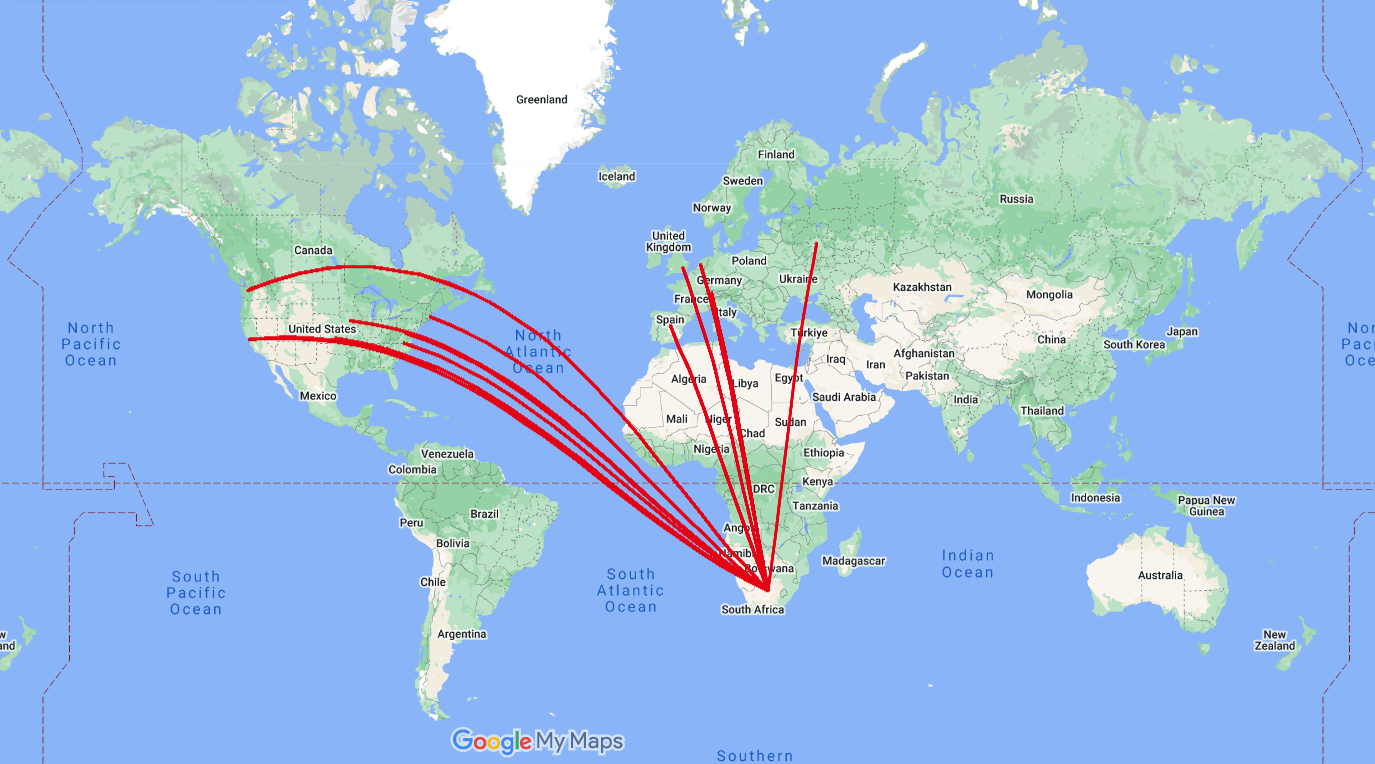 Greenland
Finland
Iceland
Sweden
Russia
Norway
United
Kingdom
Canada
Poland
Germany
Ukraine
Kazakhstan
France
Mongolia
Italy
Spain
North
Pacific
Ocean
United States
North
Atlantic
Ocean
Türkiye
Japan
China
South Korea
Nor
Paci
Oce
Afghanistan
Iraq
Iran
Pakistan
Algeria
Libya
Egypt
Mexico
Saudi Arabia
India
Thailand
Mali
Niger
Sudan
Chad
Nigeria
Ethiopia
Venezuela
Colombia
Kenya
DRC
Indonesia
Papua New
Guinea
Tanzania
Brazil
Peru
Angola
Bolivia
Namibia
Madagascar
Botswana
Indian
Ocean
Australia
South
Pacific
Ocean
Chile
South
Atlantic
Ocean
South Africa
w
and
Argentina
New
Zealand
Google My Maps
Southern